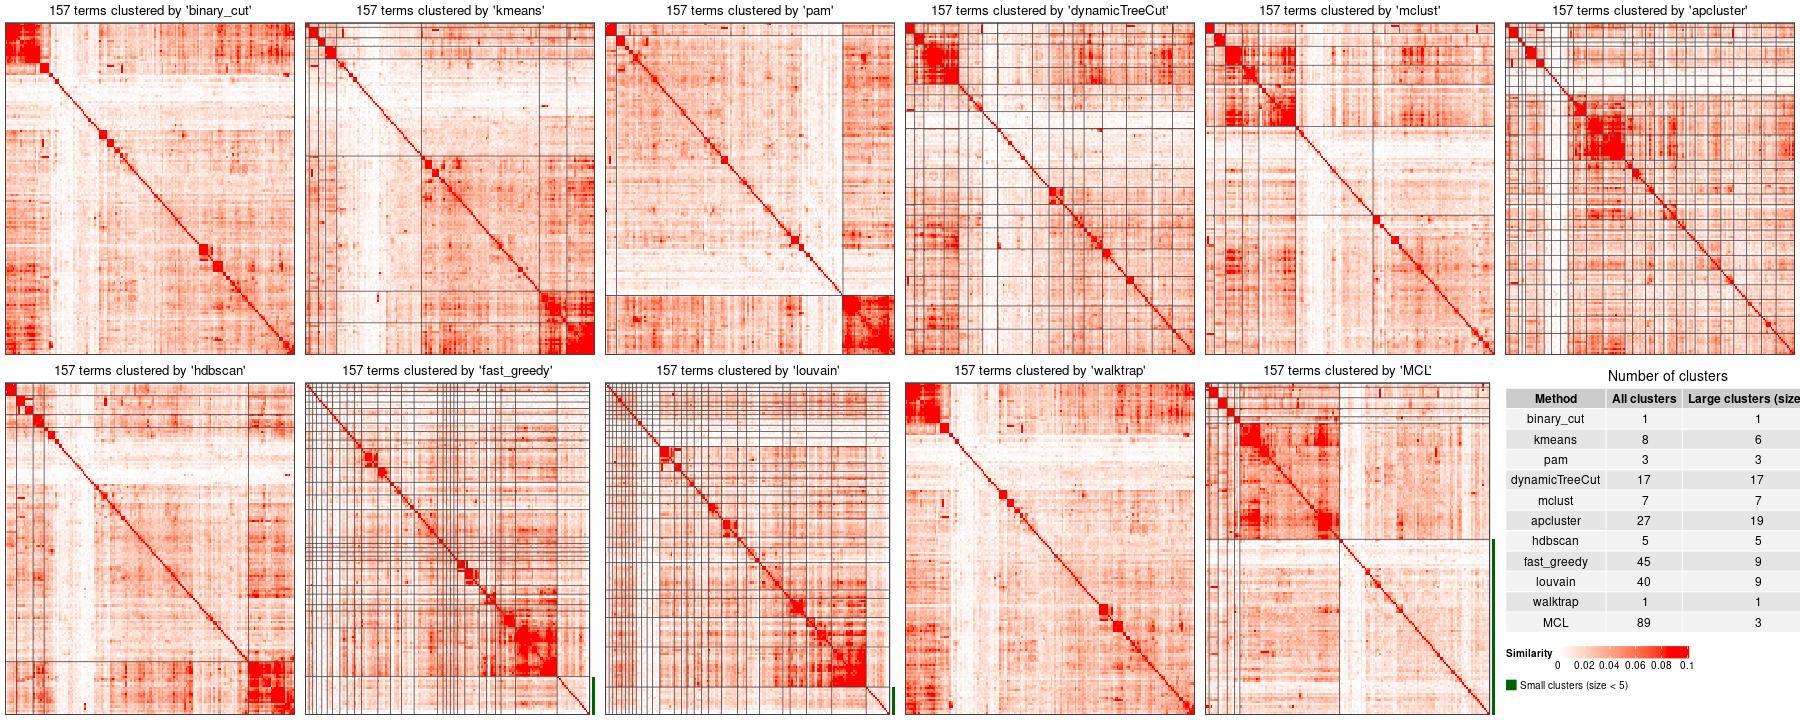 157 terms clustered by 'binary_cut'
157 terms clustered by 'kmeans'
157 terms clustered by 'pam'
157 terms clustered by 'dynamicTreeCut'
157 terms clustered by 'mclust'
157 terms clustered by 'apcluster'
157 terms clustered by 'hdbscan'
157 terms clustered by 'fast_greedy'
157 terms clustered by 'louvain'
157 terms clustered by 'walktrap'
157 terms clustered by 'MCL'
Number of clusters
Method All clusters Large clusters (size
binary_cut 1 1
kmeans 8 6
pam 3 3
dynamicTreeCut 17 17
mclust 7 7
apcluster 27 19
hdbscan 5 5
fast_greedy 45 9
louvain 40 9
walktrap 1 1
MCL 89 3
Similarity
0 0.02 0.04 0.06 0.08 0.1
Small clusters (size < 5)